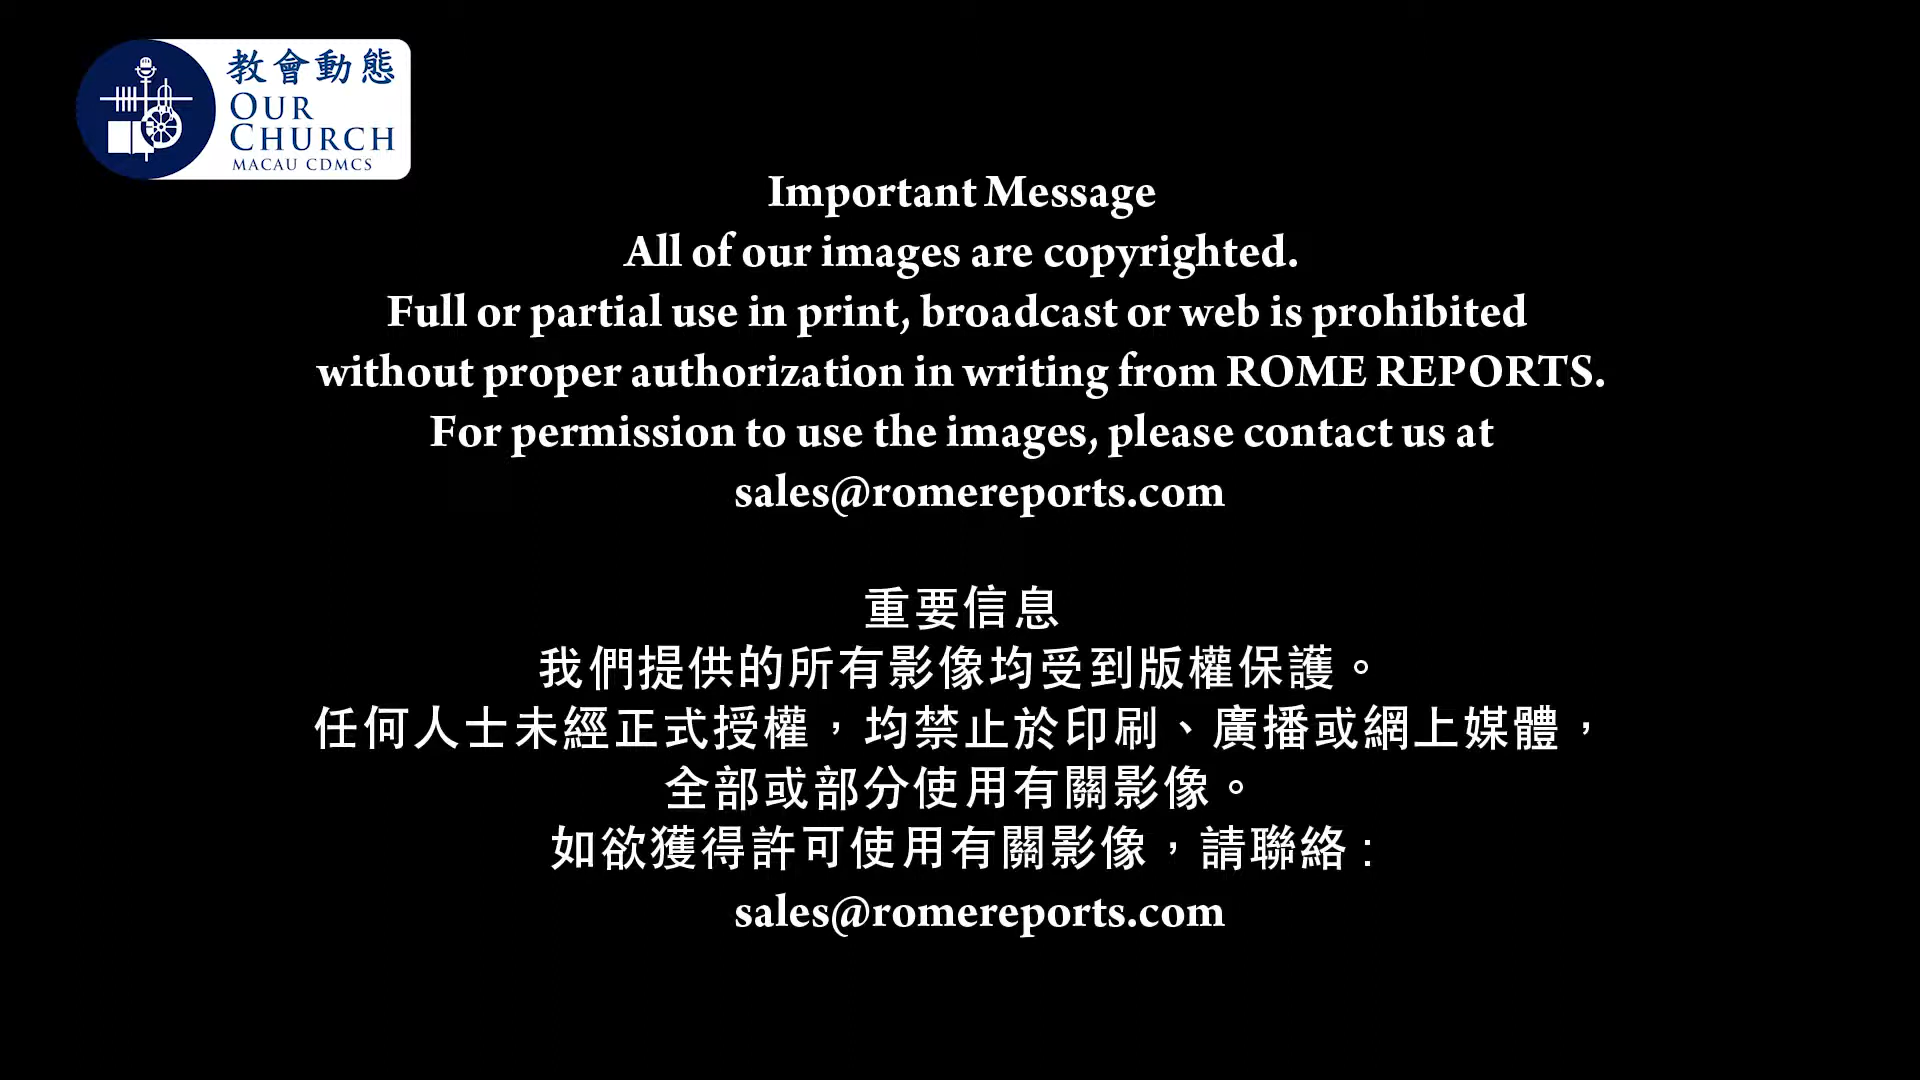 教會動態
OUR
CHURCH
MACAU CDMCS
Important Message
All of our images are copyrighted.
Full or partial use in print, broadcast or web is prohibited
without proper authorization in writing from ROME REPORTS.
For permission to use the images, please contact us at
sales@romereports.com
重要信息
我們提供的所有影像均受到版權保護。
任何人士未經正式授權，均禁止於印刷、廣播或網上媒體，
全部或部分使用有關影像。
如欲獲得許可使用有關影像，請聯絡：
sales@romereports.com